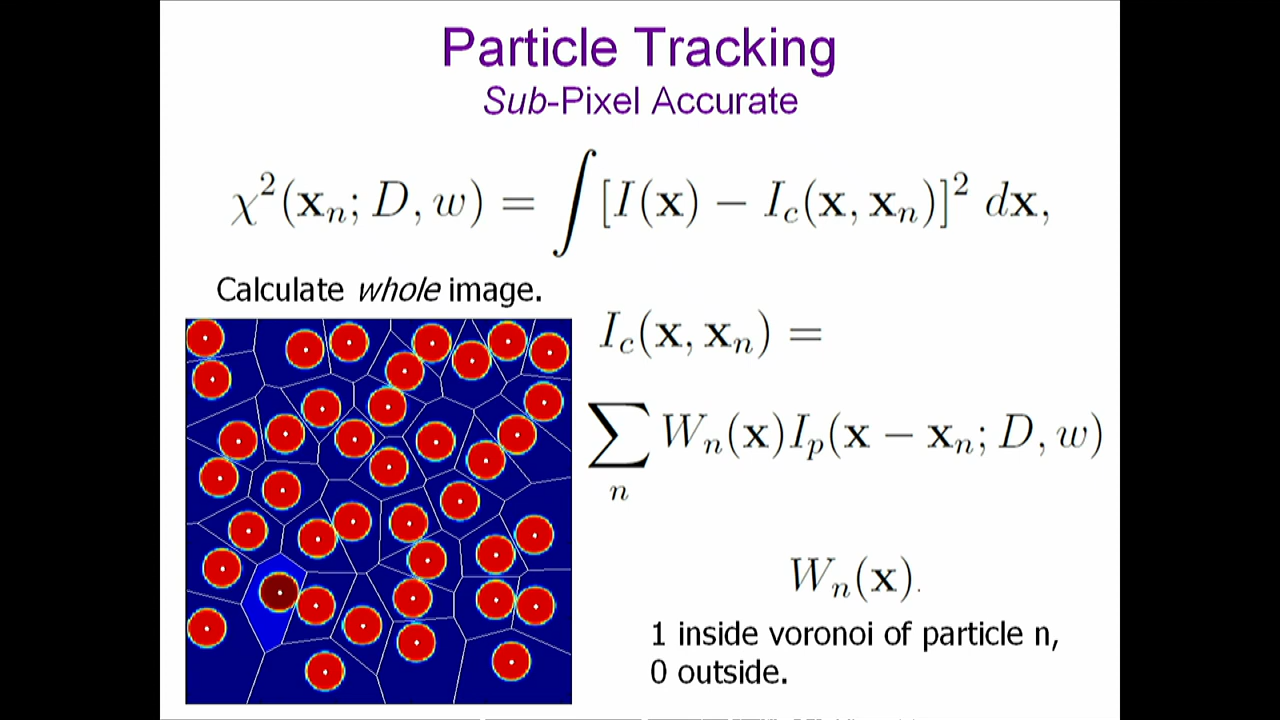 Particle Tracking
Sub-Pixel Accurate
χ²(xₙ; D, w) = ∫ [I(x) − I_c(x, xₙ)]² dx,
Calculate whole image.
I_c(x, xₙ) =
∑ₙ Wₙ(x)Iₚ(x − xₙ; D, w)
Wₙ(x).
1 inside voronoi of particle n,
0 outside.